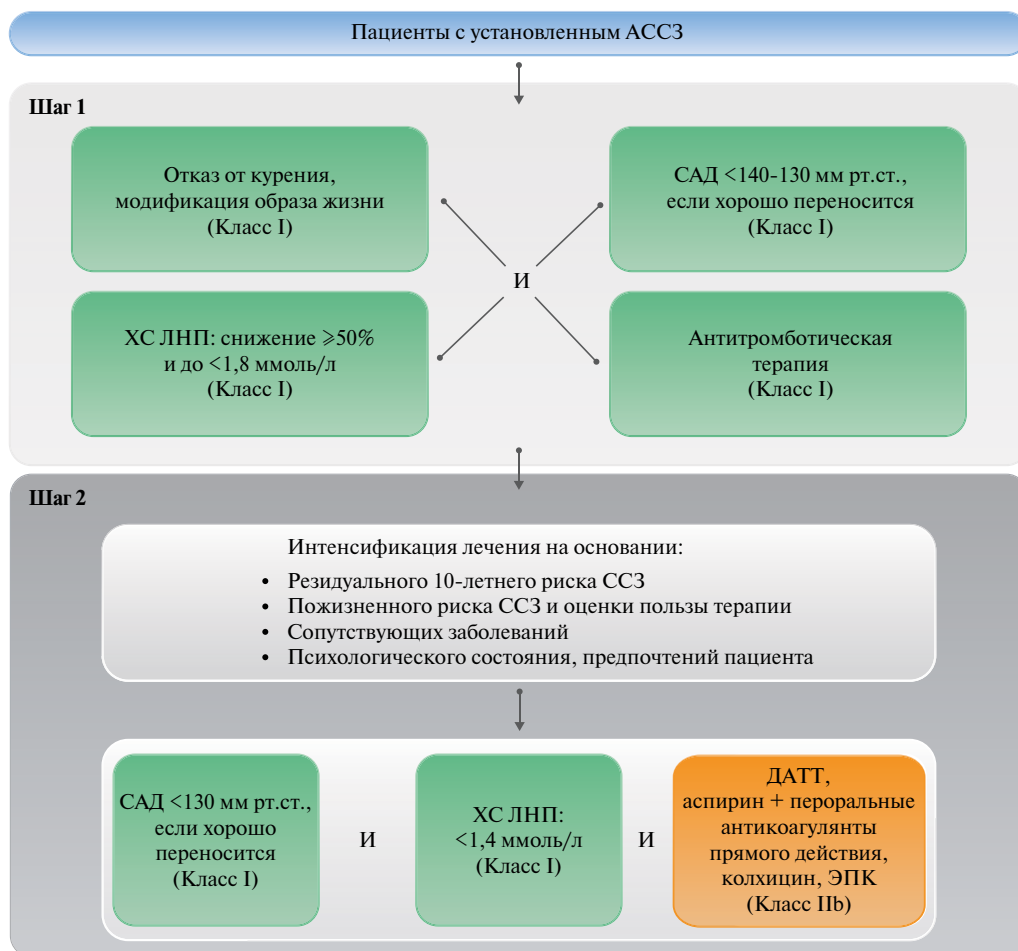 Пациенты с установленным АССЗ
Шаг 1
Отказ от курения,
модификация образа жизни
(Класс I)
САД <140-130 мм рт.ст.,
если хорошо переносится
(Класс I)
И
ХС ЛНП: снижение ⩾50%
и до <1,8 ммоль/л
(Класс I)
Антитромботическая
терапия
(Класс I)
Шаг 2
Интенсификация лечения на основании:
• Резидуального 10-летнего риска ССЗ
• Пожизненного риска ССЗ и оценки пользы терапии
• Сопутствующих заболеваний
• Психологического состояния, предпочтений пациента
САД <130 мм рт.ст.,
если хорошо
переносится
(Класс I)
И
ХС ЛНП:
<1,4 ммоль/л
(Класс I)
И
ДАТТ,
аспирин + пероральные
антикоагулянты
прямого действия,
колхицин, ЭПК
(Класс IIb)